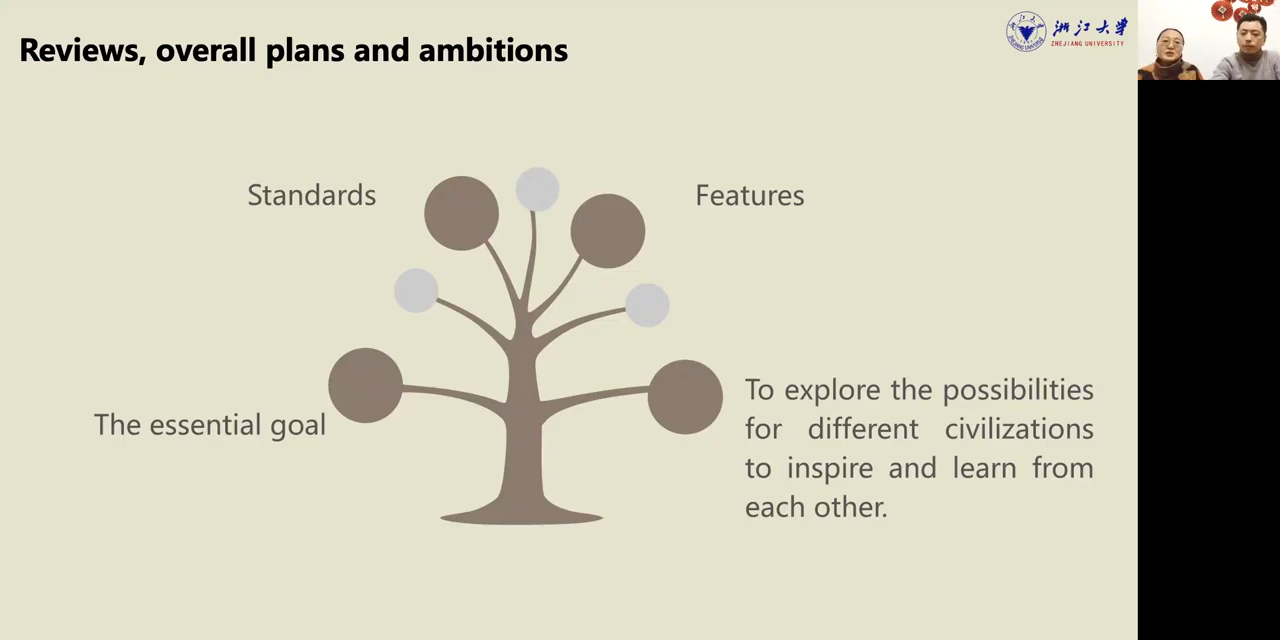 Reviews, overall plans and ambitions
浙江大学
ZHEJIANG UNIVERSITY
Standards
Features
The essential goal
To explore the possibilities
for different civilizations
to inspire and learn from
each other.